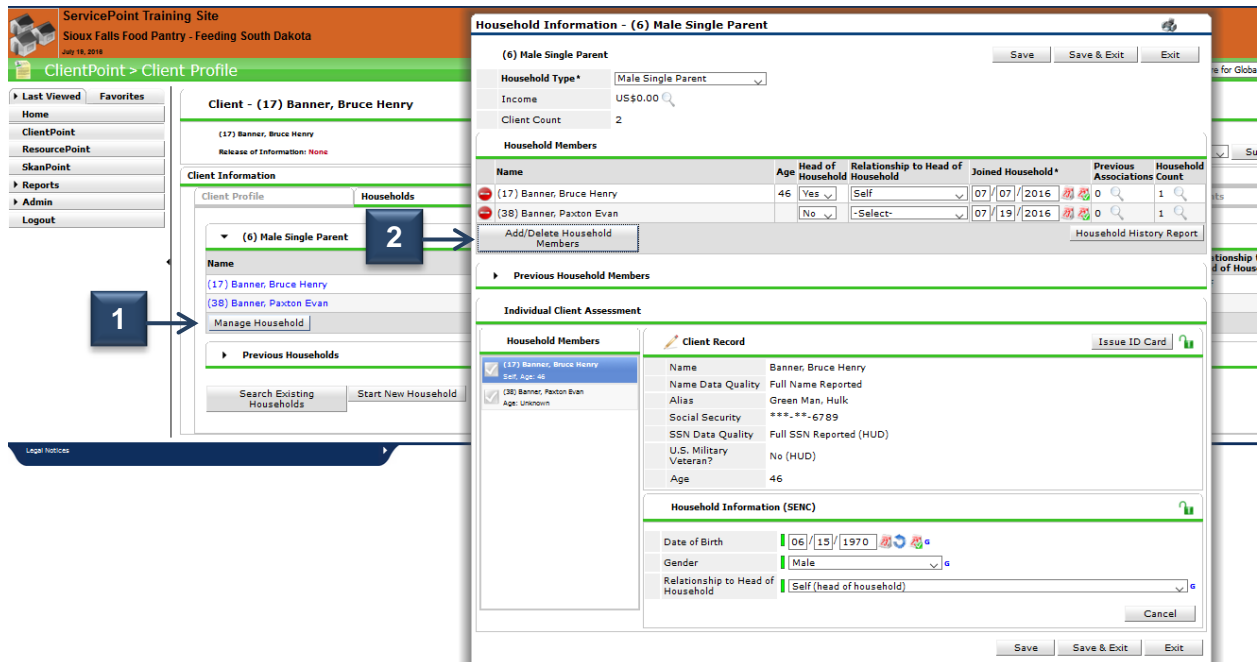 ServicePoint Training Site
Sioux Falls Food Pantry - Feeding South Dakota
July 19, 2016
ClientPoint > Client Profile
Last Viewed Favorites
Home
ClientPoint
ResourcePoint
SkanPoint
Reports
Admin
Logout
Client - (17) Banner, Bruce Henry
(17) Banner, Bruce Henry
Release of Information: None
Client Information
Client Profile Households
(6) Male Single Parent
Name
(17) Banner, Bruce Henry
(38) Banner, Paxton Evan
Manage Household
Previous Households
Search Existing
Households
Start New Household
Legal Notices
1
2
Household Information - (6) Male Single Parent
(6) Male Single Parent Save Save & Exit Exit
Household Type* Male Single Parent
Income US$0.00
Client Count 2
Household Members
Name Age Head of Household Relationship to Head of Household Joined Household* Previous Associations Household Count
(17) Banner, Bruce Henry 46 Yes Self 07 / 07 / 2016 0 1
(38) Banner, Paxton Evan No -Select- 07 / 19 / 2016 0 1
Add/Delete Household
Members
Household History Report
Previous Household Members
Individual Client Assessment
Household Members
(17) Banner, Bruce Henry
Self, Age: 46
(38) Banner, Paxton Evan
Age: Unknown
Client Record Issue ID Card
Name Banner, Bruce Henry
Name Data Quality Full Name Reported
Alias Green Man, Hulk
Social Security ***-**-6789
SSN Data Quality Full SSN Reported (HUD)
U.S. Military
Veteran? No (HUD)
Age 46
Household Information (SENC)
Date of Birth 06 / 15 / 1970 G
Gender Male G
Relationship to Head of
Household Self (head of household) G
Cancel
Save Save & Exit Exit